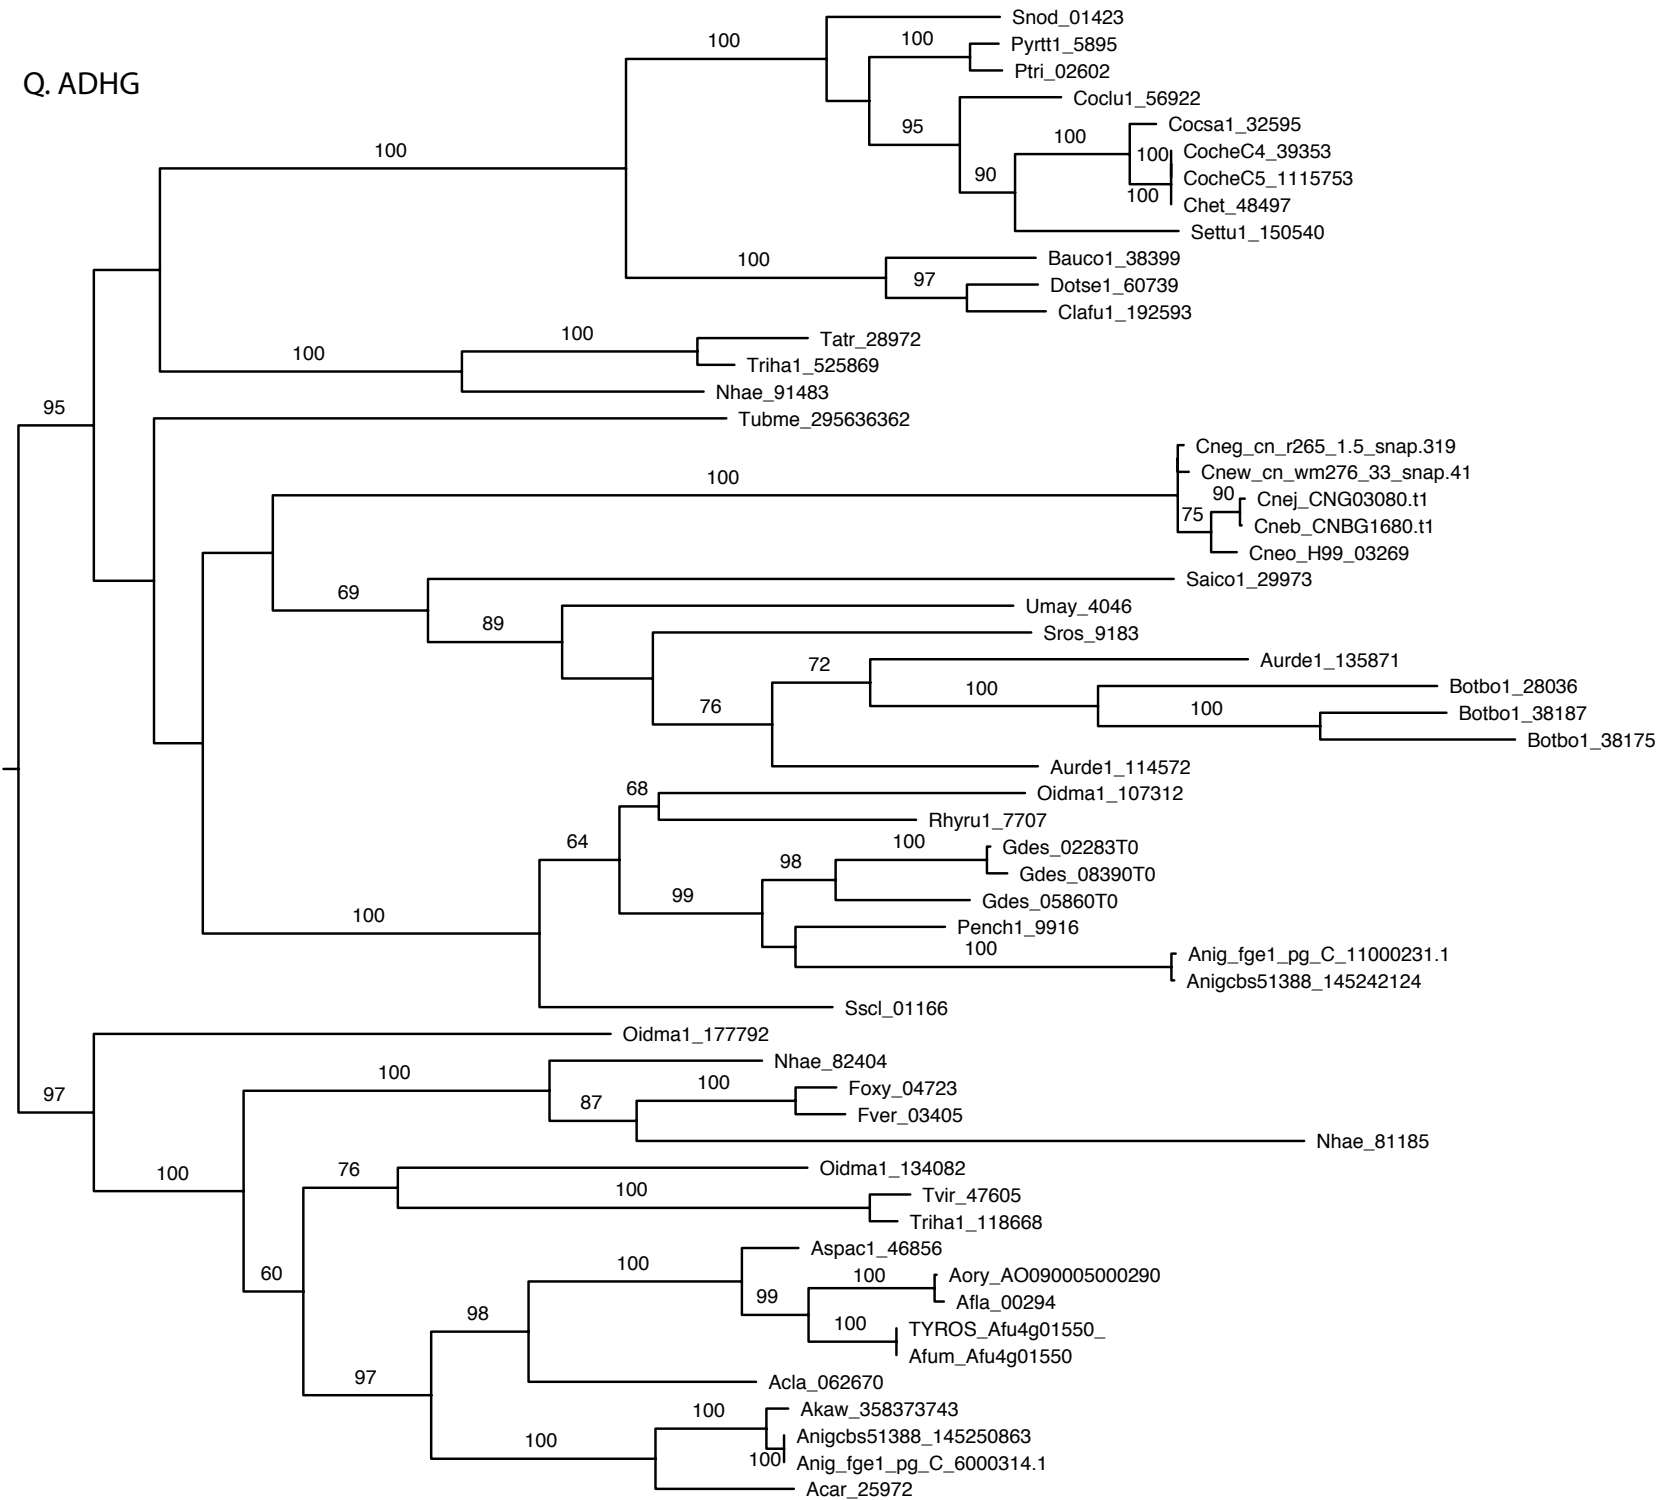 100
Snod_01423
100
Pyrtt1_5895
Q. ADHG
Ptri_02602
Coclu1_56922
95
Cocsa1_32595
100
100
CocheC4_39353
100
90
CocheC5_1115753
100
Chet_48497
Settu1_150540
100
Bauco1_38399
97
Dotse1_60739
Clafu1_192593
100
Tatr_28972
100
Triha1_525869
Nhae_91483
95
Tubme_295636362
Cneg_cn_r265_1.5_snap.319
100
Cnew_cn_wm276_33_snap.41
90
Cnej_CNG03080.t1
75
Cneb_CNBG1680.t1
Cneo_H99_03269
69
Saico1_29973
89
Umay_4046
Sros_9183
72
Aurde1_135871
100
Botbo1_28036
76
100
Botbo1_38187
Botbo1_38175
Aurde1_114572
68
Oidma1_107312
Rhyru1_7707
64
100
Gdes_02283T0
98
Gdes_08390T0
99
Gdes_05860T0
100
Pench1_9916
100
Anig_fge1_pg_C_11000231.1
Anigcbs51388_145242124
Sscl_01166
Oidma1_177792
97
100
Nhae_82404
100
Foxy_04723
87
Fver_03405
Nhae_81185
100
76
Oidma1_134082
100
Tvir_47605
Triha1_118668
60
100
Aspac1_46856
100
Aory_AO090005000290
99
Afla_00294
98
100
TYROS_Afu4g01550_
Afum_Afu4g01550
97
Acla_062670
100
Akaw_358373743
100
Anigcbs51388_145250863
100
Anig_fge1_pg_C_6000314.1
Acar_25972